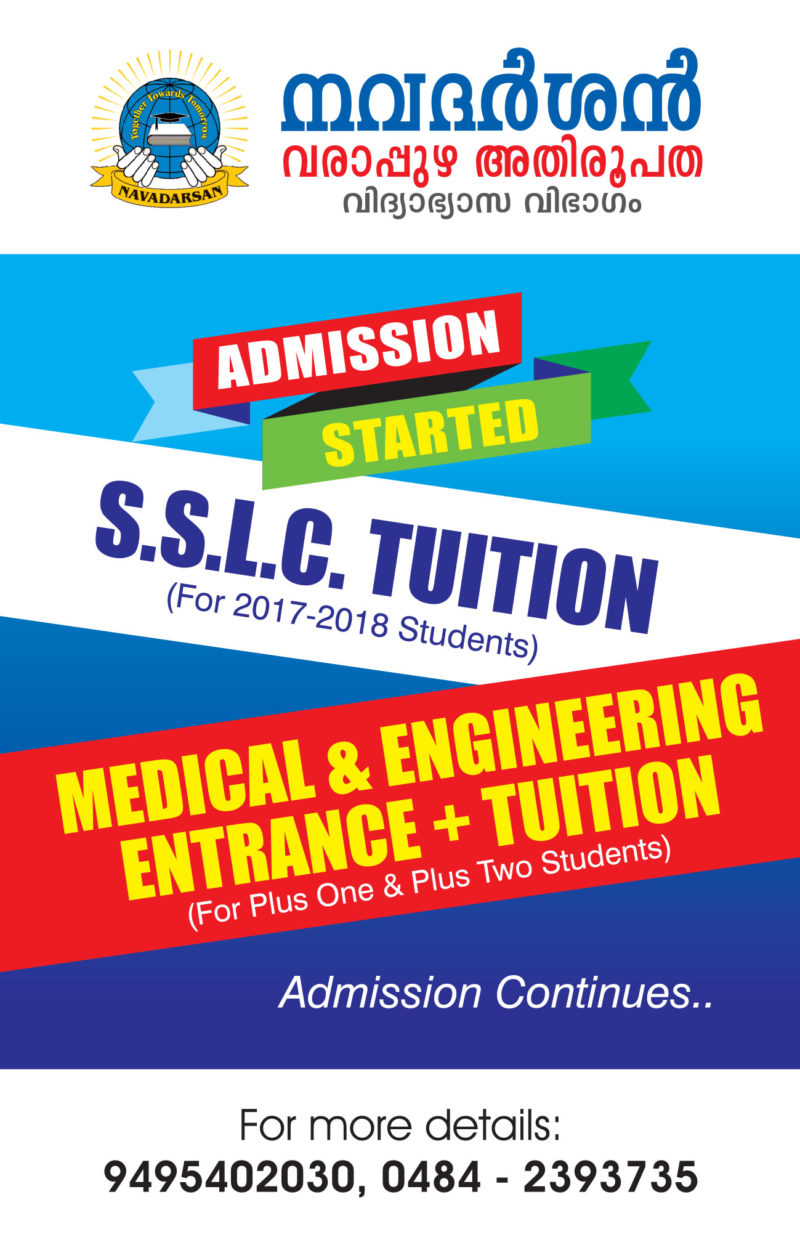 Together Towards Tomorrow
NAVADARSAN
നവദർശൻ
വരാപ്പുഴ അതിരൂപത
വിദ്യാഭ്യാസ വിഭാഗം
ADMISSION
STARTED
S.S.L.C. TUITION
(For 2017-2018 Students)
MEDICAL & ENGINEERING
ENTRANCE + TUITION
(For Plus One & Plus Two Students)
Admission Continues..
For more details:
9495402030, 0484 - 2393735